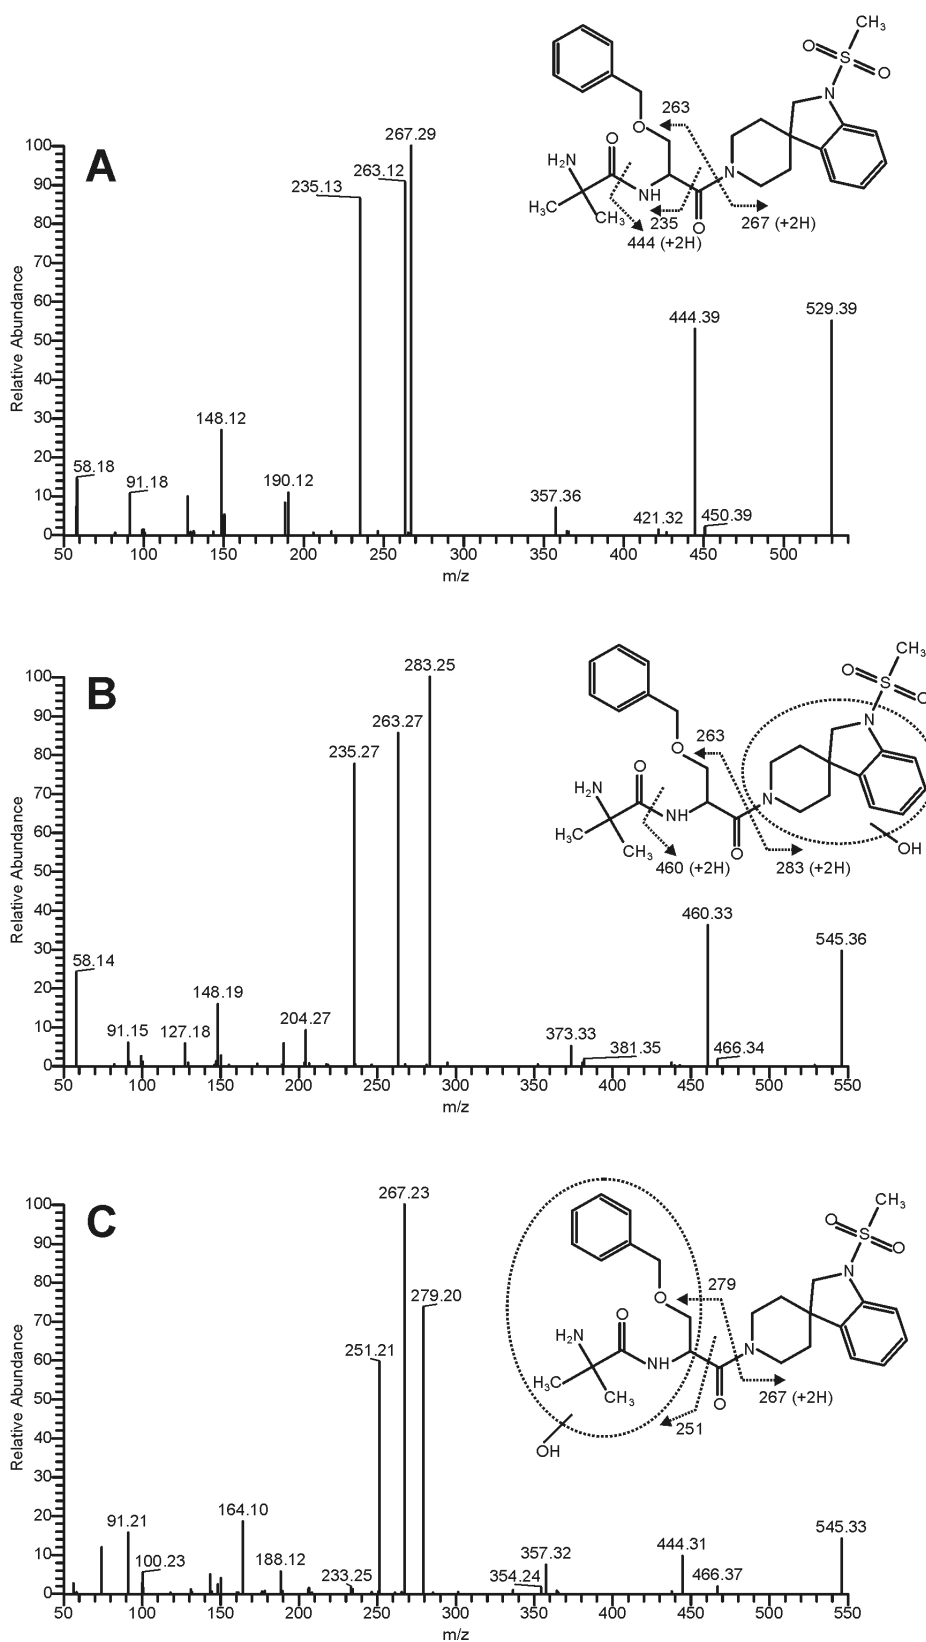 A
Relative Abundance
100
90
80
70
60
50
40
30
20
10
0
58.18
91.18
148.12
190.12
235.13
263.12
267.29
357.36
421.32
444.39
450.39
529.39
50 100 150 200 250 300 350 400 450 500
m/z
CH3
O
S
O
N
263
O
O
H2N
N
NH
H3C
CH3
235
O
267 (+2H)
444 (+2H)
B
Relative Abundance
100
90
80
70
60
50
40
30
20
10
0
58.14
91.15
127.18
148.19
204.27
235.27
263.27
283.25
373.33
381.35
460.33
466.34
545.36
50 100 150 200 250 300 350 400 450 500 550
m/z
CH3
O
S
O
N
263
O
O
H2N
N
NH
H3C
CH3
O
OH
460 (+2H)
283 (+2H)
C
Relative Abundance
100
90
80
70
60
50
40
30
20
10
0
91.21
100.23
164.10
188.12
233.25
251.21
267.23
279.20
354.24
357.32
444.31
466.37
545.33
50 100 150 200 250 300 350 400 450 500 550
m/z
CH3
O
S
O
N
279
O
O
H2N
N
NH
H3C
CH3
O
267 (+2H)
251
OH